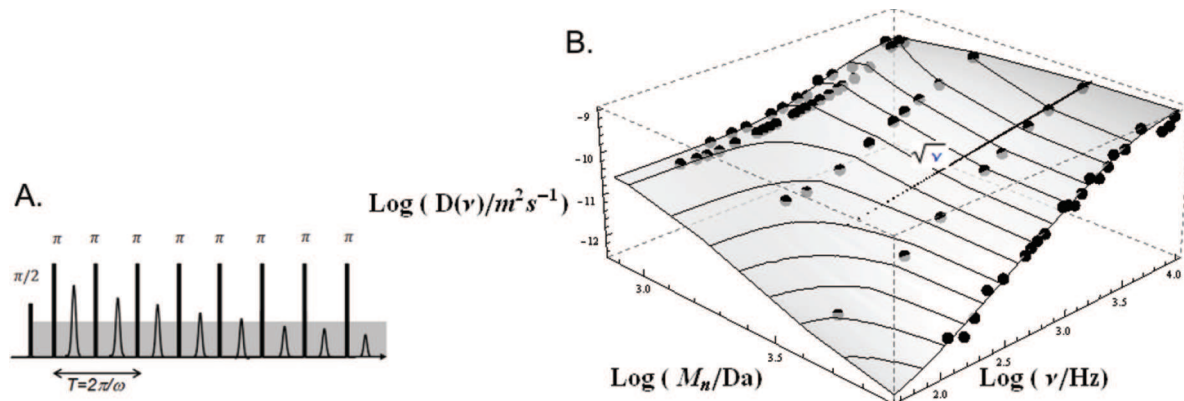 A.
π π π π π π π π
π/2
T=2π/ω
B.
-9
-10
-11
-12
Log ( D(ν)/m² s⁻¹)
√ν
3.0
3.5
Log ( Mₙ/Da)
2.0
2.5
3.0
3.5
4.0
Log ( ν/Hz)